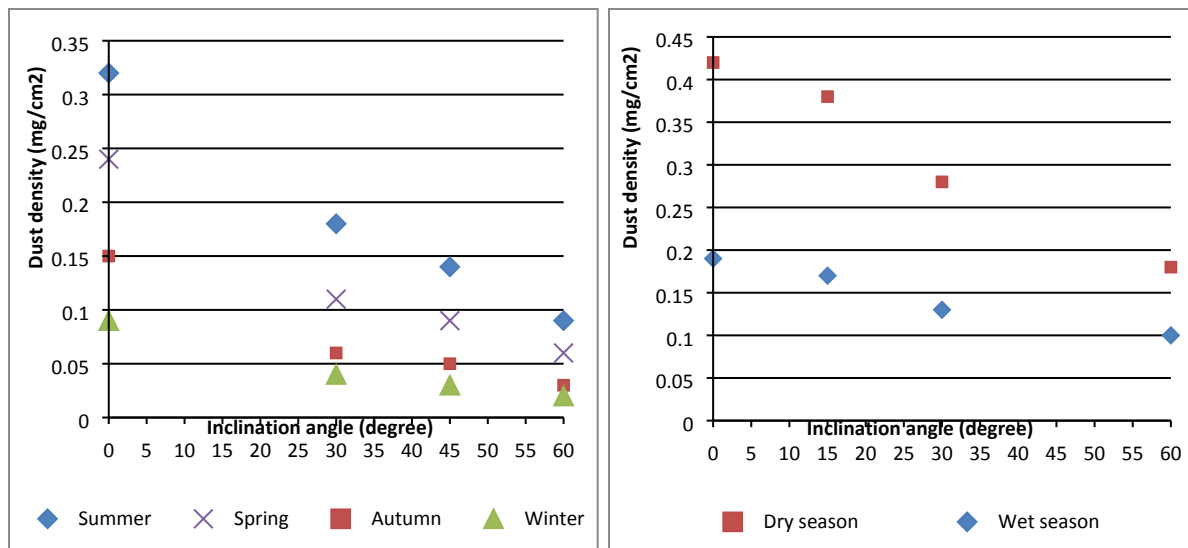 Dust density (mg/cm2)
0.35
0.3
0.25
0.2
0.15
0.1
0.05
0
Inclination angle (degree)
0 5 10 15 20 25 30 35 40 45 50 55 60
Summer Spring Autumn Winter
Dust density (mg/cm2)
0.45
0.4
0.35
0.3
0.25
0.2
0.15
0.1
0.05
0
Inclination angle (degree)
0 5 10 15 20 25 30 35 40 45 50 55 60
Dry season Wet season